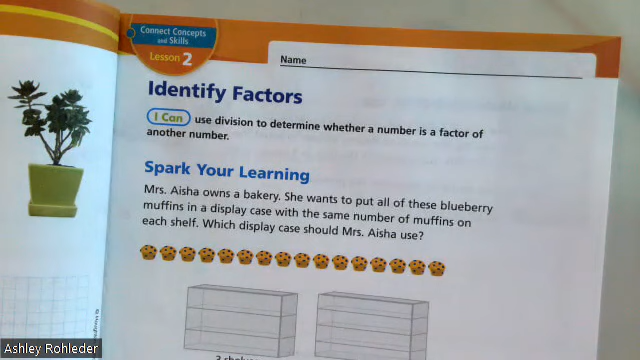 Connect Concepts
and Skills
Lesson 2
Name
Identify Factors
I Can use division to determine whether a number is a factor of
another number.
Spark Your Learning
Mrs. Aisha owns a bakery. She wants to put all of these blueberry
muffins in a display case with the same number of muffins on
each shelf. Which display case should Mrs. Aisha use?
Ashley Rohleder